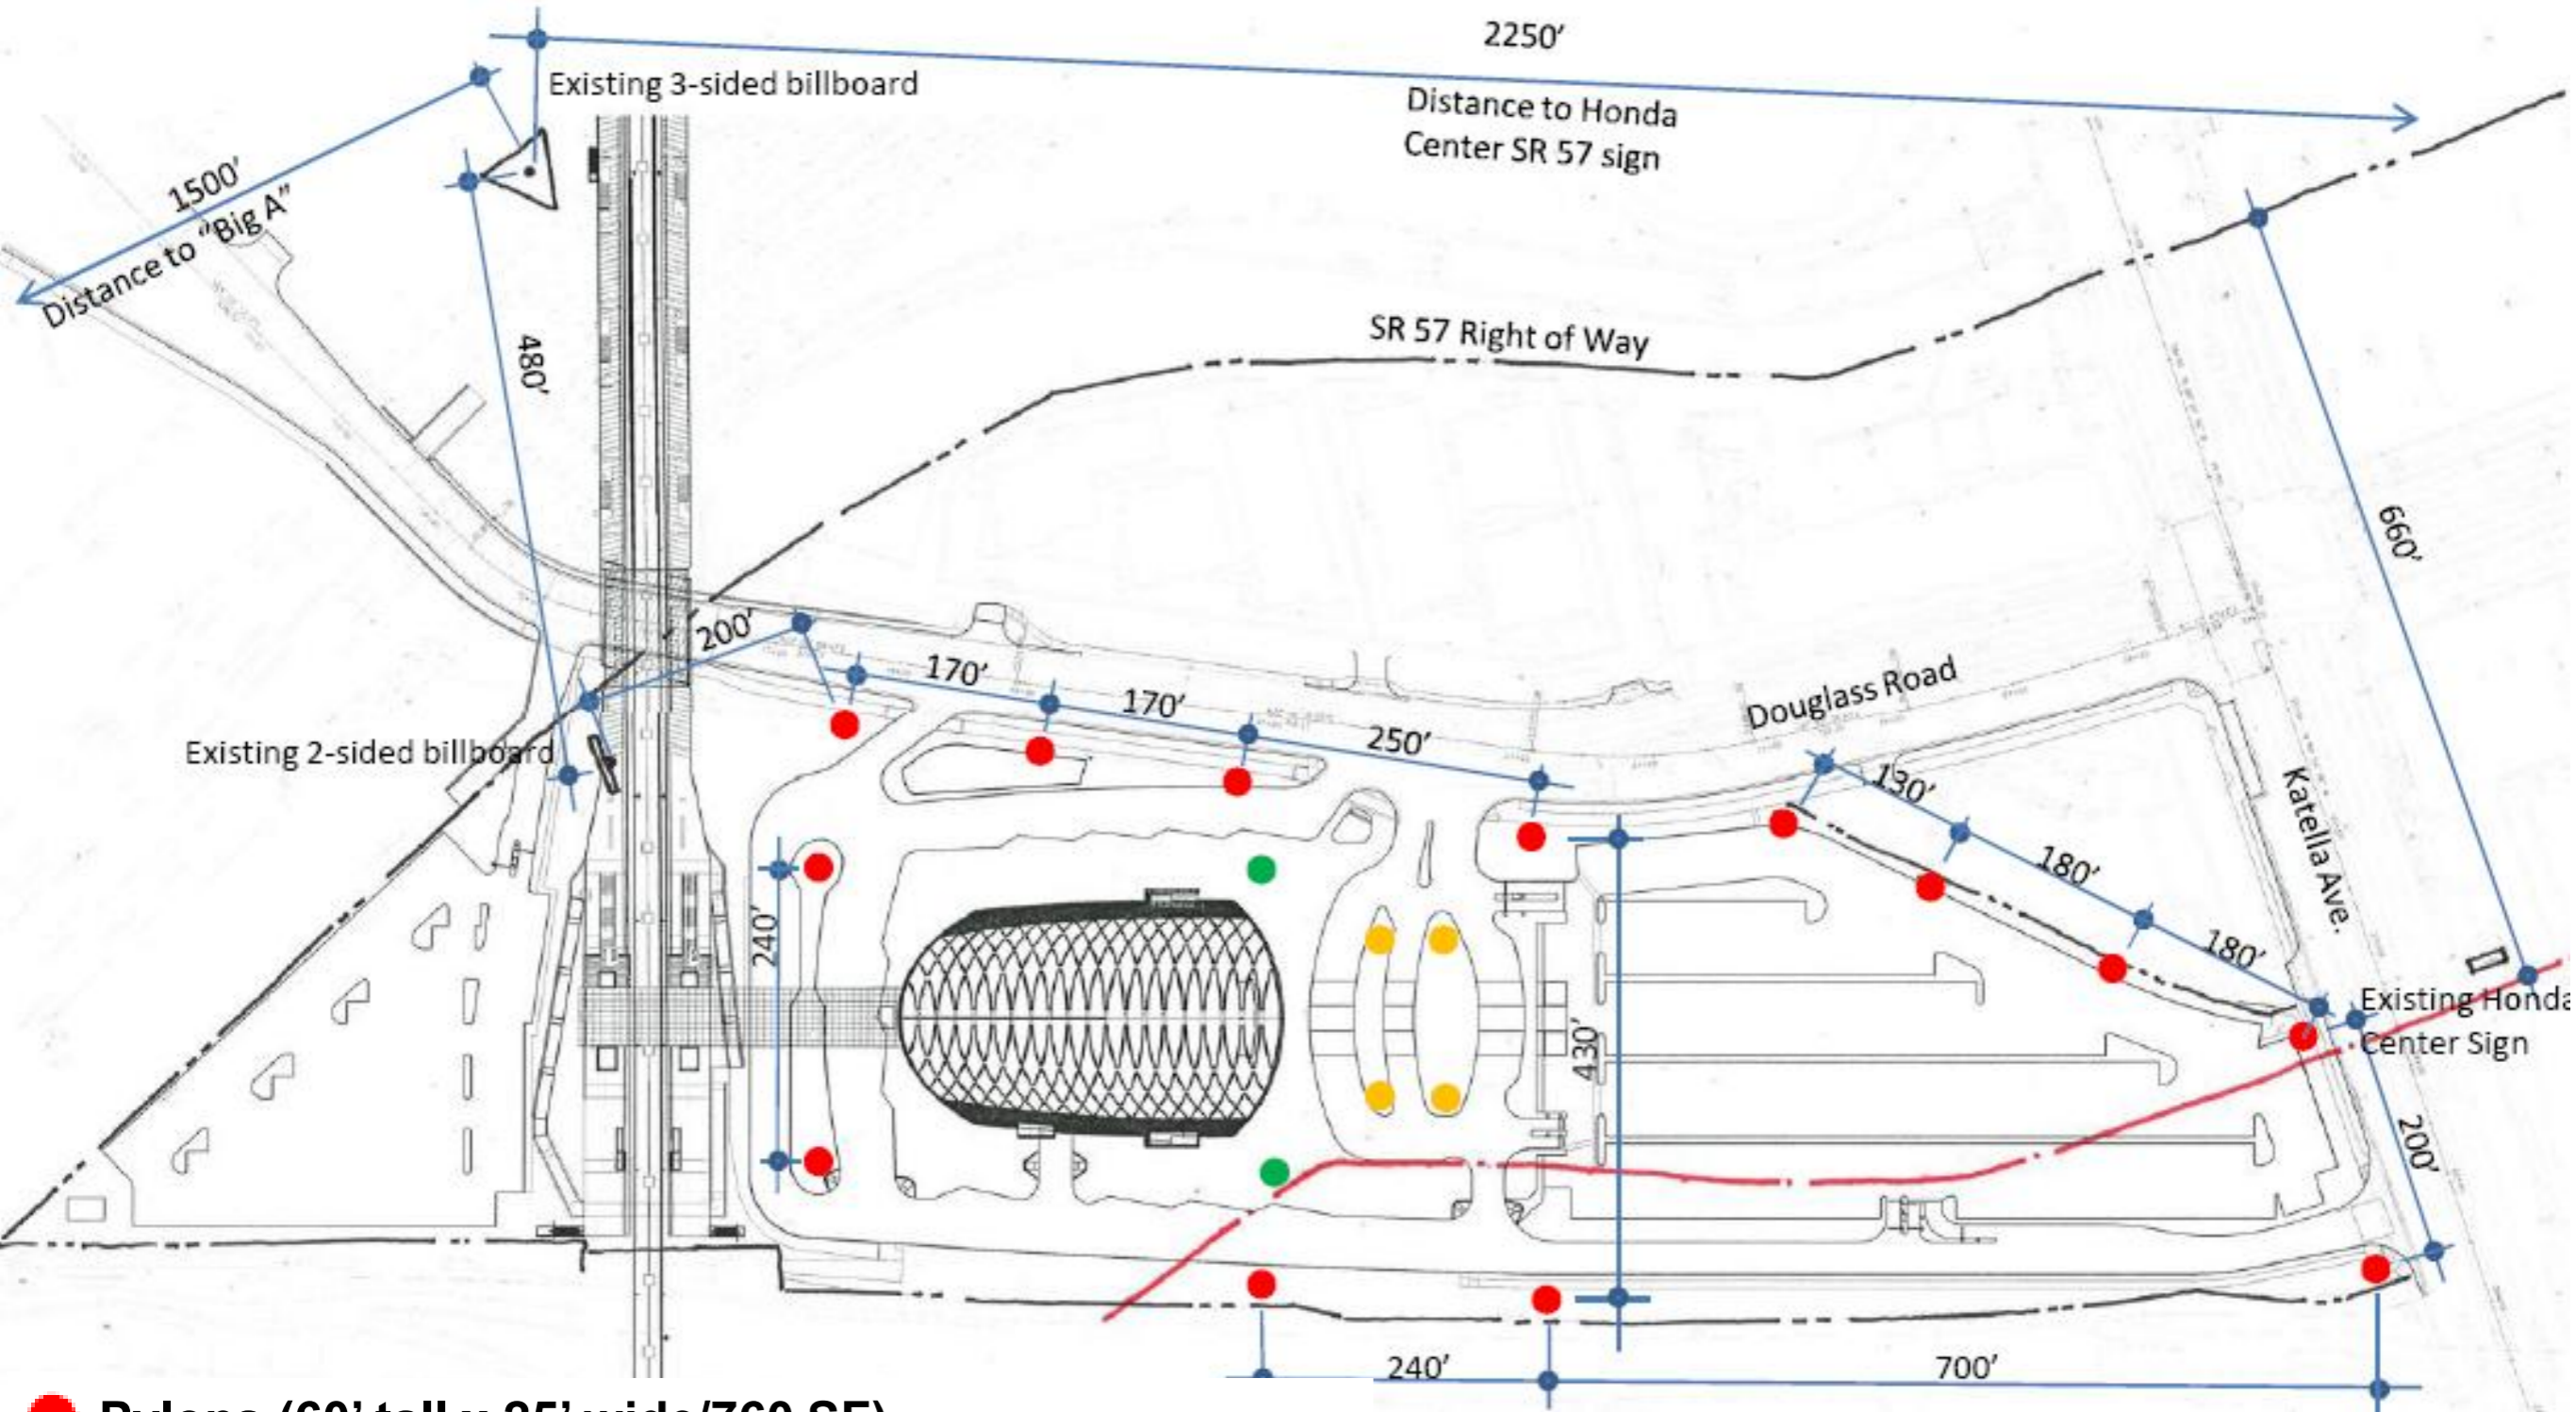 2250’
Existing 3-sided billboard
Distance to Honda
Center SR 57 sign
1500’
Distance to “Big A”
480’
SR 57 Right of Way
660’
200’
170’
170’
250’
Douglass Road
Existing 2-sided billboard
130’
180’
180’
Katella Ave.
240’
Existing Honda
Center Sign
430’
200’
240’
700’